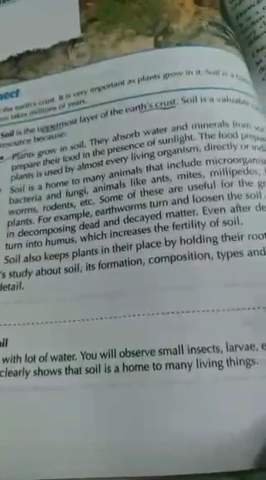 nnect
the earth's crust. It is very important as plants grow in it. Soil is a
takes millions of years.
Soil is the uppermost layer of the earth's crust. Soil is a valuable
resource because:
Plants grow in soil. They absorb water and minerals from
prepare their food in the presence of sunlight. The food
plants is used by almost every living organism, directly or
Soil is a home to many animals that include
bacteria and fungi, animals like ants, mites, millipedes,
worms, rodents, etc. Some of these are useful for the
plants. For example, earthworms turn and loosen the soil
in decomposing dead and decayed matter. Even after
turn into humus, which increases the fertility of soil.
Soil also keeps plants in their place by holding their
's study about soil, its formation, composition, types and
detail.
oil
with lot of water. You will observe small insects, larvae,
clearly shows that soil is a home to many living things.